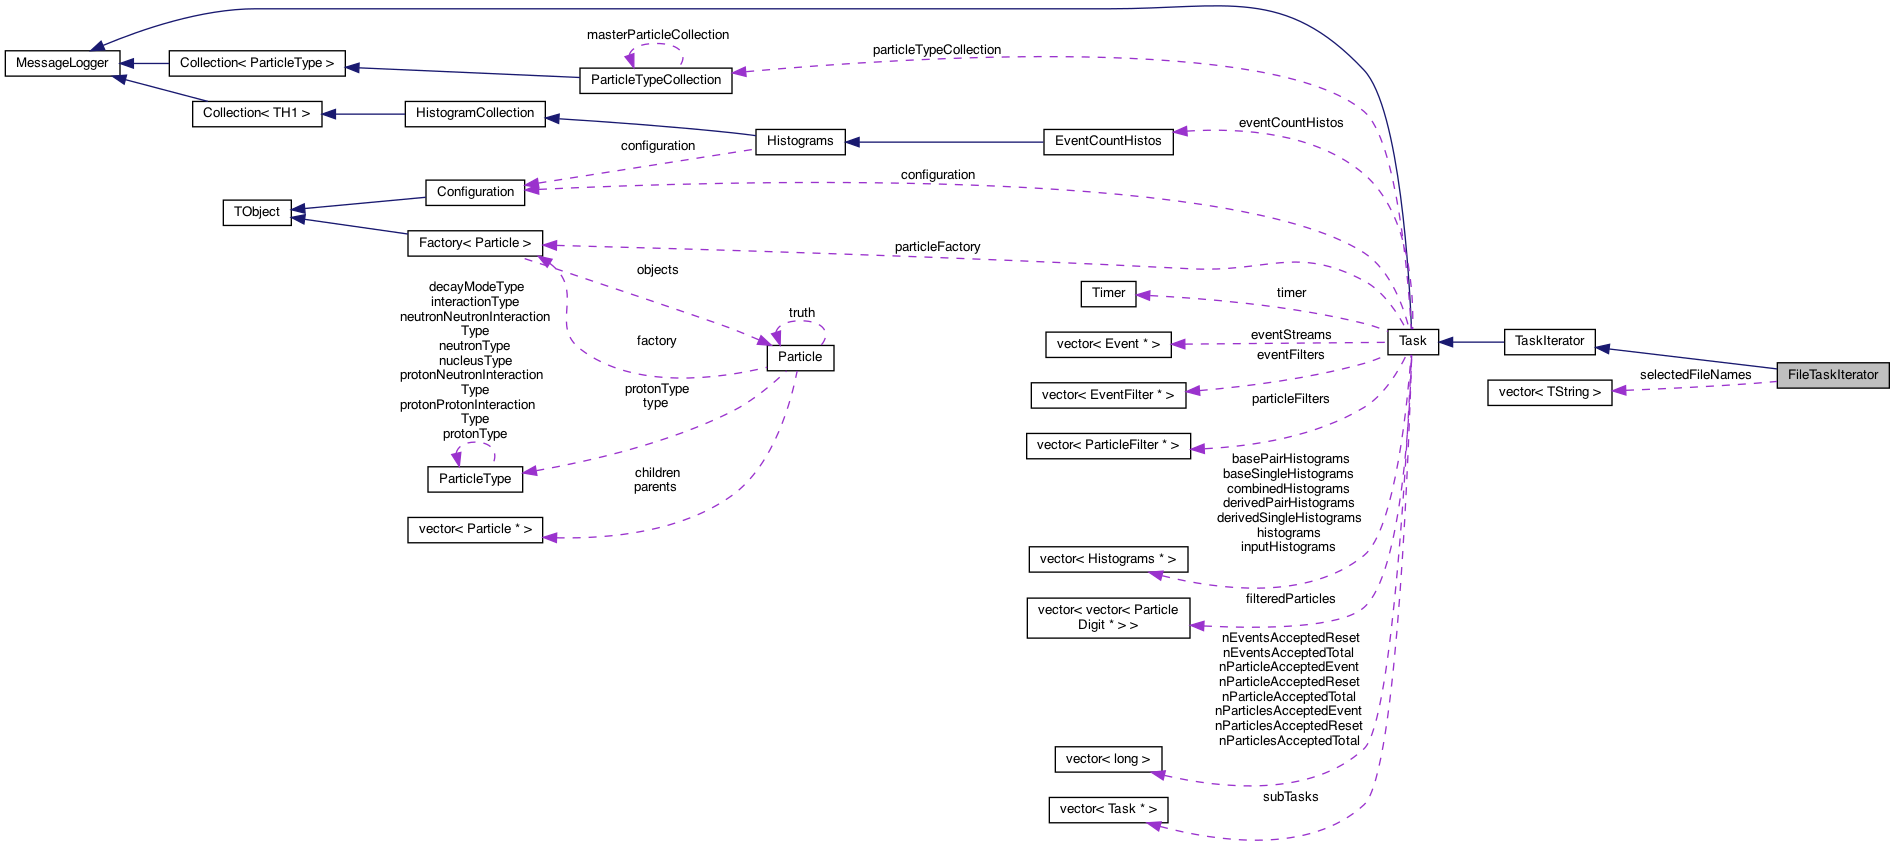 masterParticleCollection
particleTypeCollection
MessageLogger
Collection< ParticleType >
ParticleTypeCollection
Collection< TH1 >
HistogramCollection
eventCountHistos
Histograms
EventCountHistos
configuration
configuration
Configuration
TObject
Factory< Particle >
particleFactory
objects
decayModeType
interactionType
neutronNeutronInteraction
Type
neutronType
nucleusType
protonNeutronInteraction
Type
protonProtonInteraction
Type
protonType
ParticleType
factory
truth
Particle
protonType
type
children
parents
vector< Particle * >
Timer
timer
vector< Event * >
eventStreams
eventFilters
vector< EventFilter * >
particleFilters
vector< ParticleFilter * >
basePairHistograms
baseSingleHistograms
combinedHistograms
derivedPairHistograms
derivedSingleHistograms
histograms
inputHistograms
vector< Histograms * >
filteredParticles
vector< vector< Particle
Digit * > >
nEventsAcceptedReset
nEventsAcceptedTotal
nParticleAcceptedEvent
nParticleAcceptedReset
nParticleAcceptedTotal
nParticlesAcceptedEvent
nParticlesAcceptedReset
nParticlesAcceptedTotal
vector< long >
subTasks
vector< Task * >
Task
TaskIterator
selectedFileNames
vector< TString >
FileTaskIterator